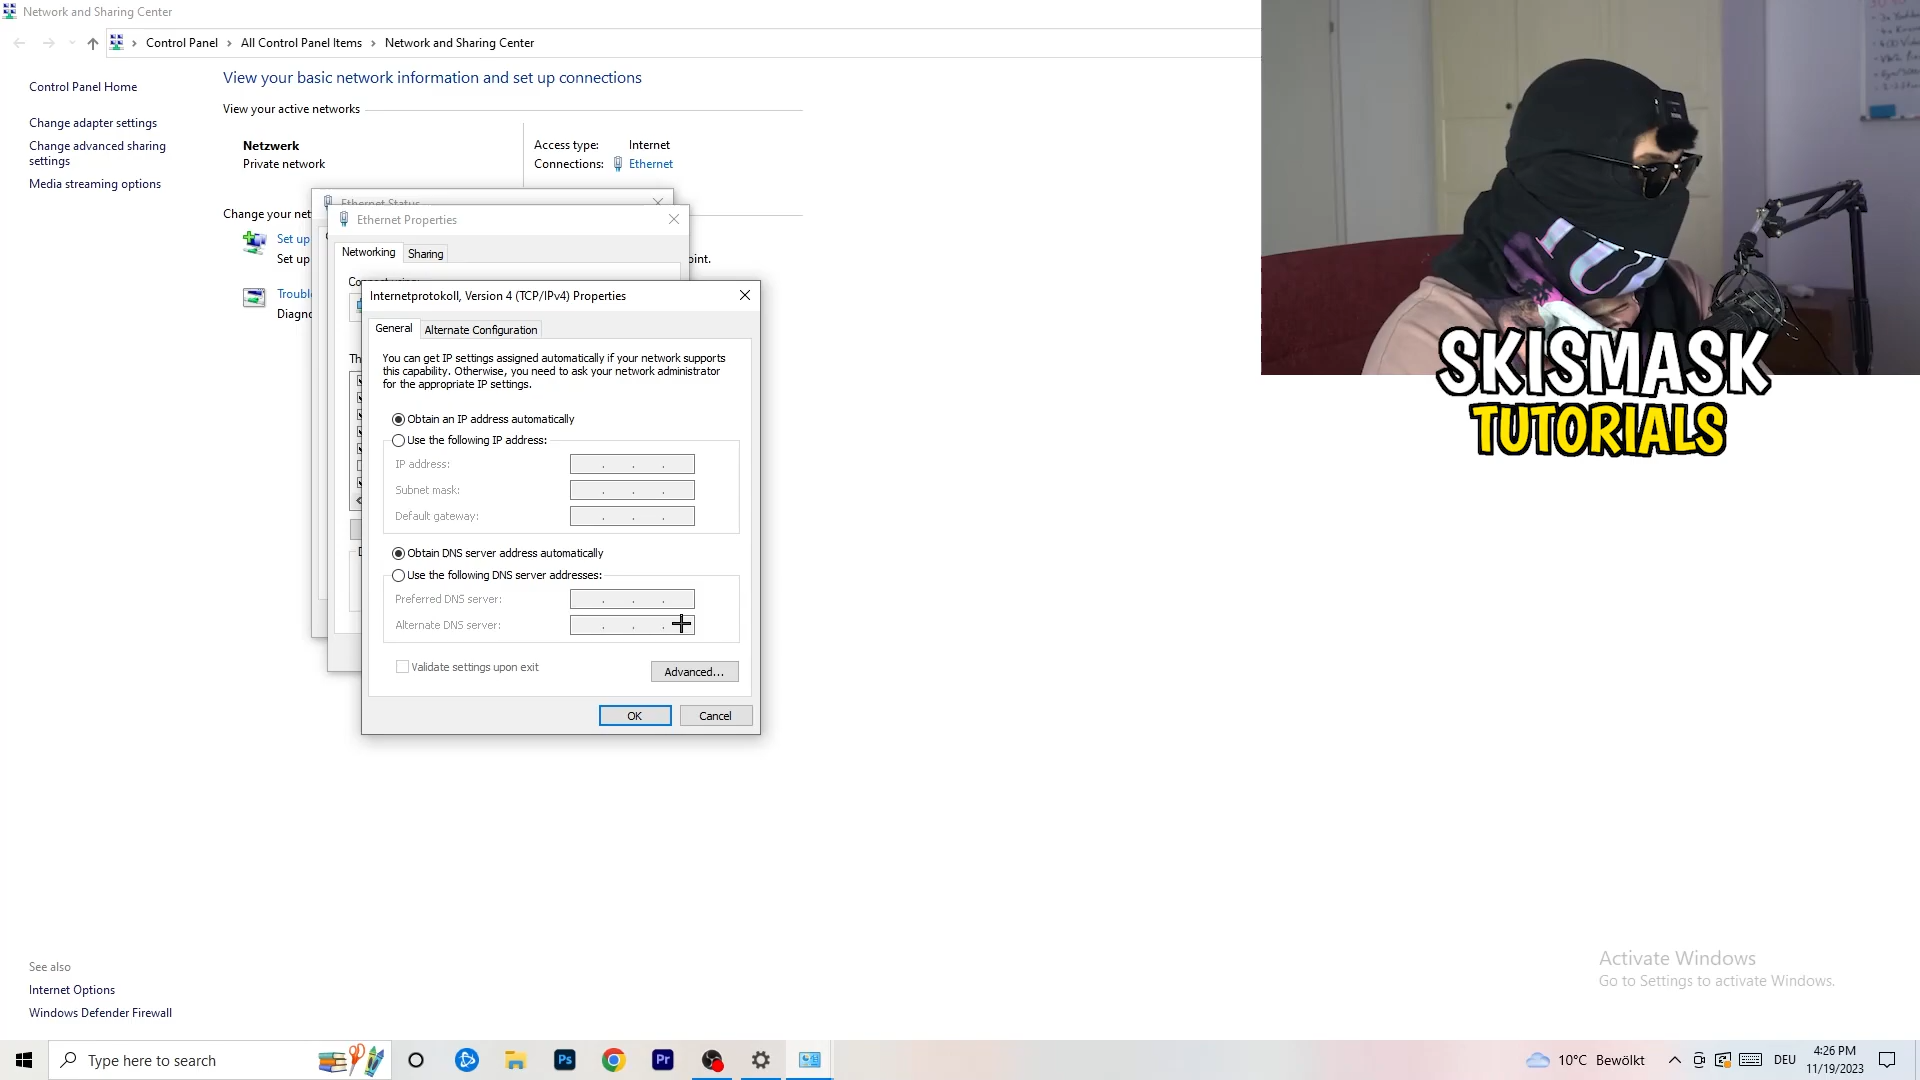 Network and Sharing Center
Control Panel › All Control Panel Items › Network and Sharing Center
Control Panel Home
Change adapter settings
Change advanced sharing
settings
Media streaming options
View your basic network information and set up connections
View your active networks
Netzwerk
Private network
Access type: Internet
Connections: Ethernet
Change your net
Set up
Set up
oint.
Troubl
Diagno
Ethernet Status
Ethernet Properties
Networking
Sharing
Internetprotokoll, Version 4 (TCP/IPv4) Properties
General
Alternate Configuration
You can get IP settings assigned automatically if your network supports
this capability. Otherwise, you need to ask your network administrator
for the appropriate IP settings.
Obtain an IP address automatically
Use the following IP address:
IP address:
Subnet mask:
Default gateway:
Obtain DNS server address automatically
Use the following DNS server addresses:
Preferred DNS server:
Alternate DNS server:
Validate settings upon exit
Advanced...
OK
Cancel
SKISMASK
TUTORIALS
Activate Windows
Go to Settings to activate Windows.
See also
Internet Options
Windows Defender Firewall
Type here to search
Ps
Pr
10°C Bewölkt
DEU
4:26 PM
11/19/2023